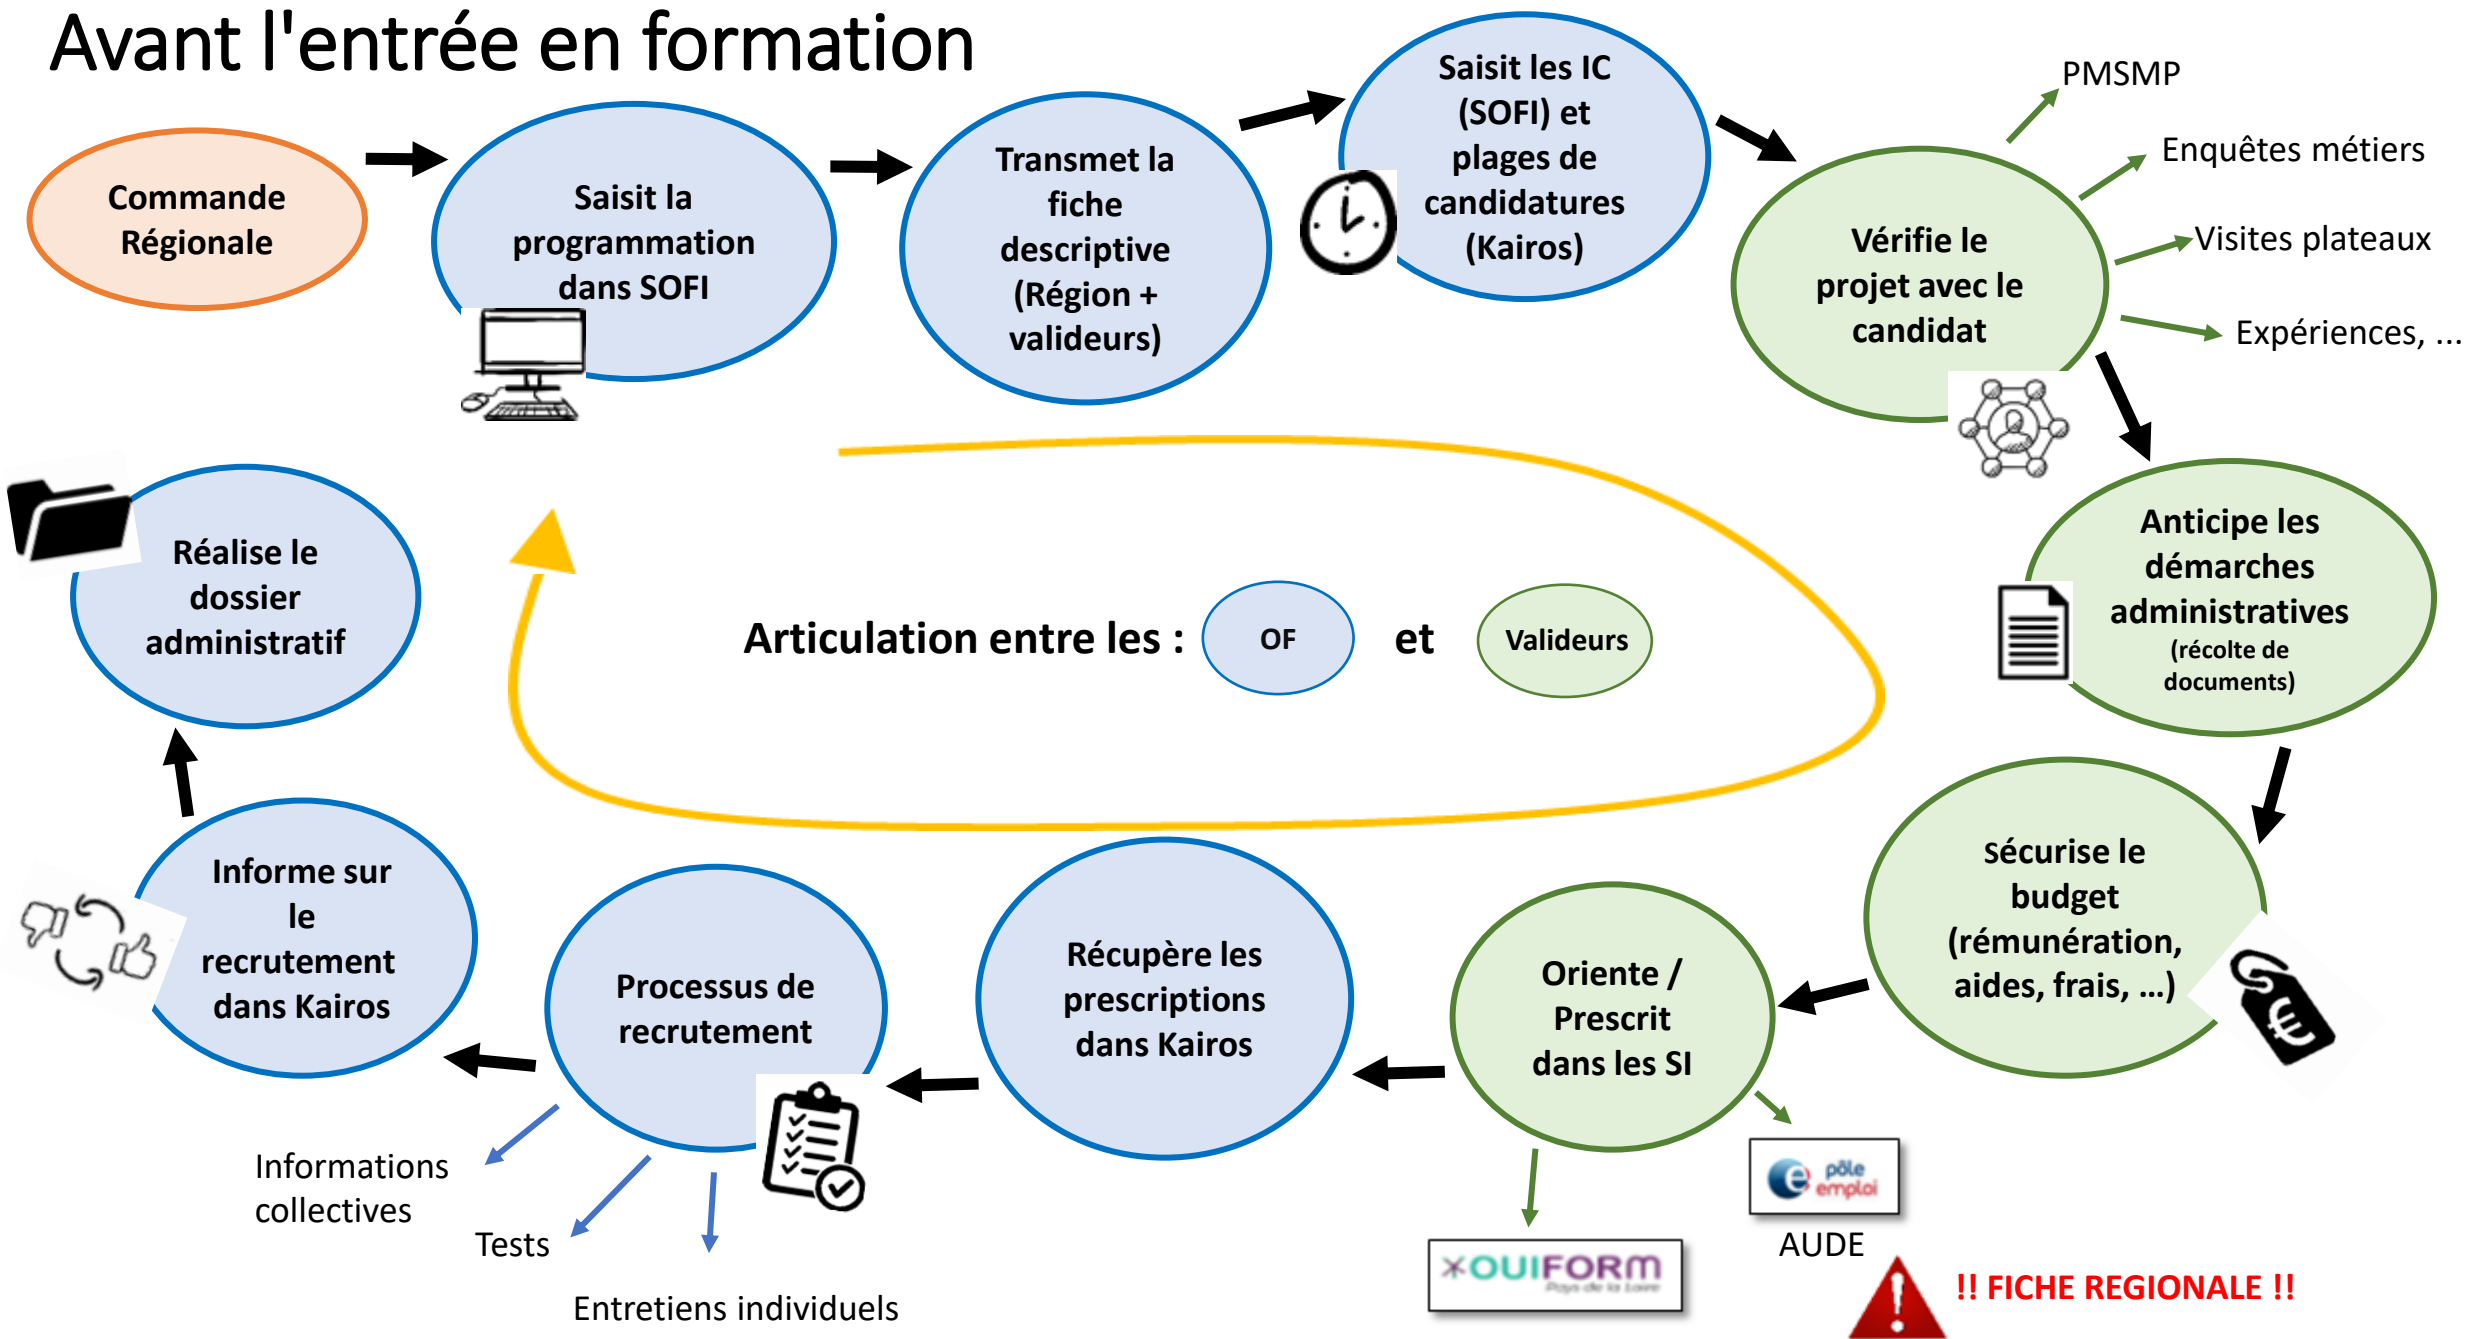 Avant l'entrée en formation
Commande
Régionale
Saisit la
programmation
dans SOFI
Transmet la
fiche
descriptive
(Région +
valideurs)
Saisit les IC
(SOFI) et
plages de
candidatures
(Kairos)
Vérifie le
projet avec le
candidat
PMSMP
Enquêtes métiers
Visites plateaux
Expériences, ...
Anticipe les
démarches
administratives
(récolte de
documents)
Sécurise le
budget
(rémunération,
aides, frais, ...)
Oriente /
Prescrit
dans les SI
pôle
emploi
AUDE
!! FICHE REGIONALE !!
OUIFORM
Pays de la Loire
Récupère les
prescriptions
dans Kairos
Processus de
recrutement
Informations
collectives
Tests
Entretiens individuels
Informe sur
le
recrutement
dans Kairos
Réalise le
dossier
administratif
Articulation entre les : OF et Valideurs